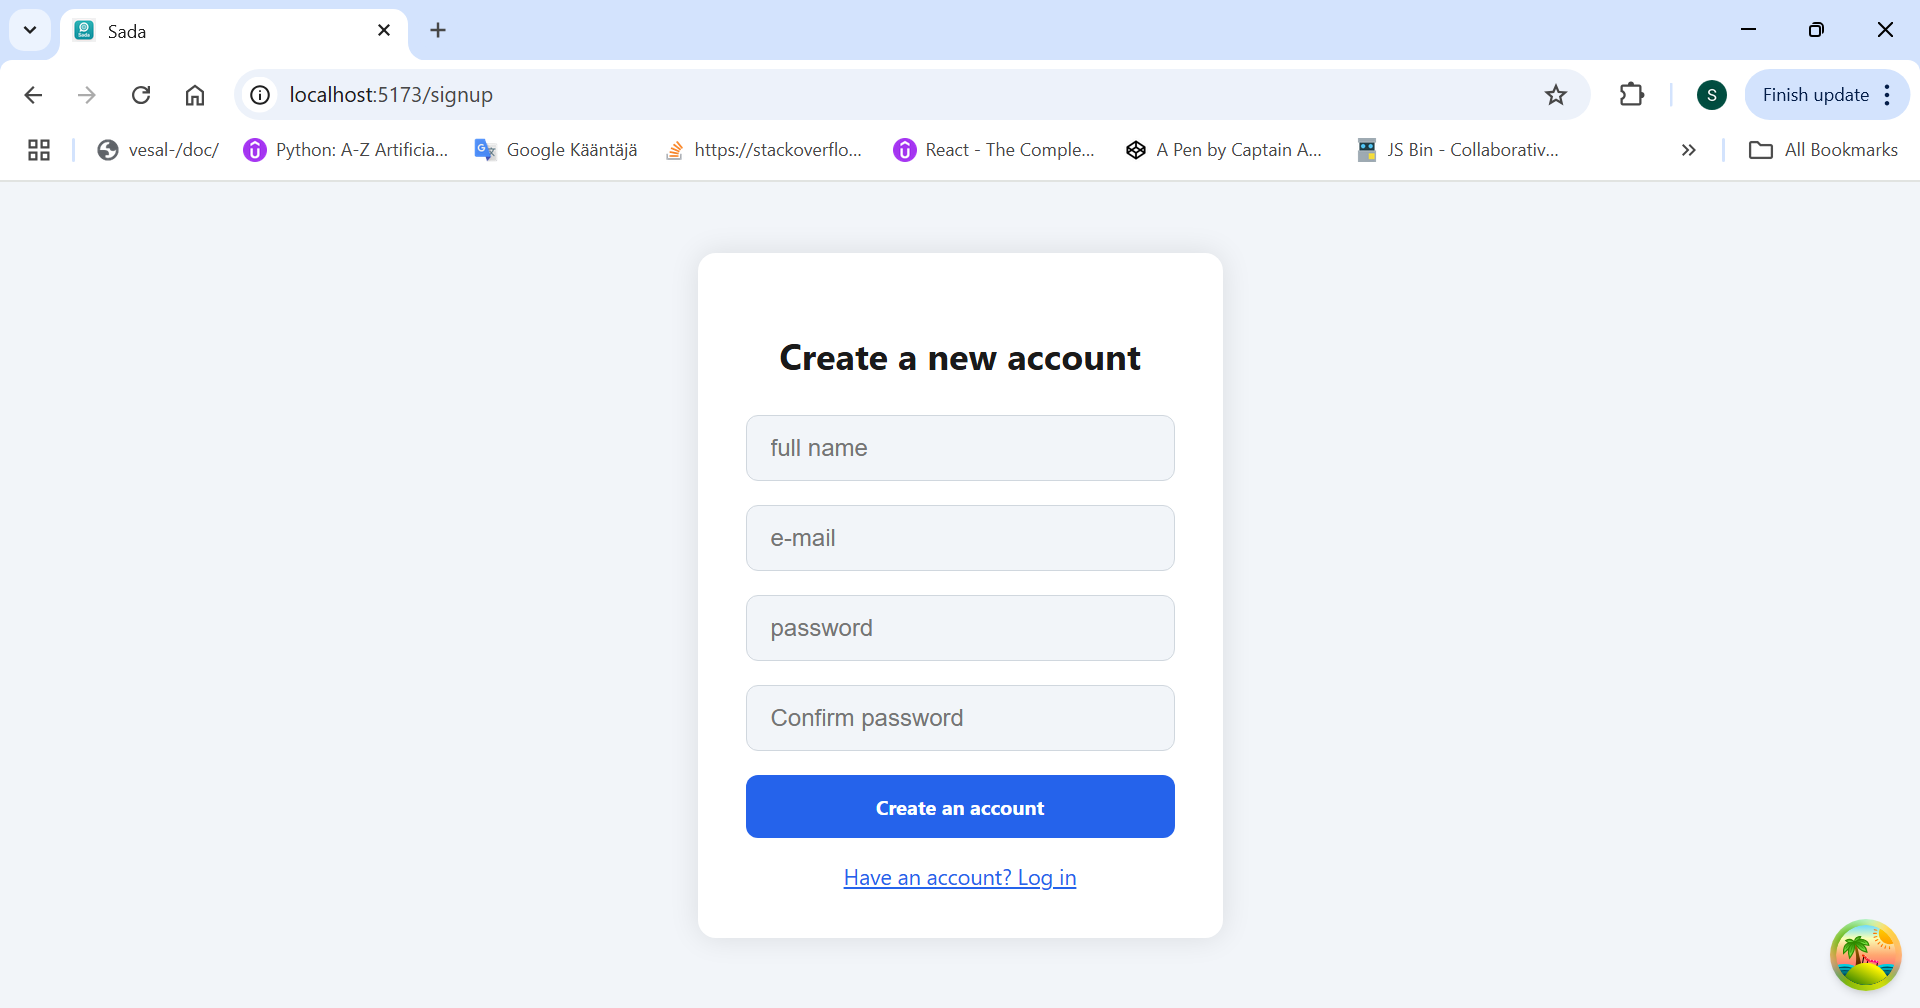 Sada
localhost:5173/signup
S
Finish update
vesal-/doc/
Python: A-Z Artificia...
Google Kääntäjä
https://stackoverflo...
React - The Comple...
A Pen by Captain A...
JS Bin - Collaborativ...
All Bookmarks
Create a new account
full name
e-mail
password
Confirm password
Create an account
Have an account? Log in